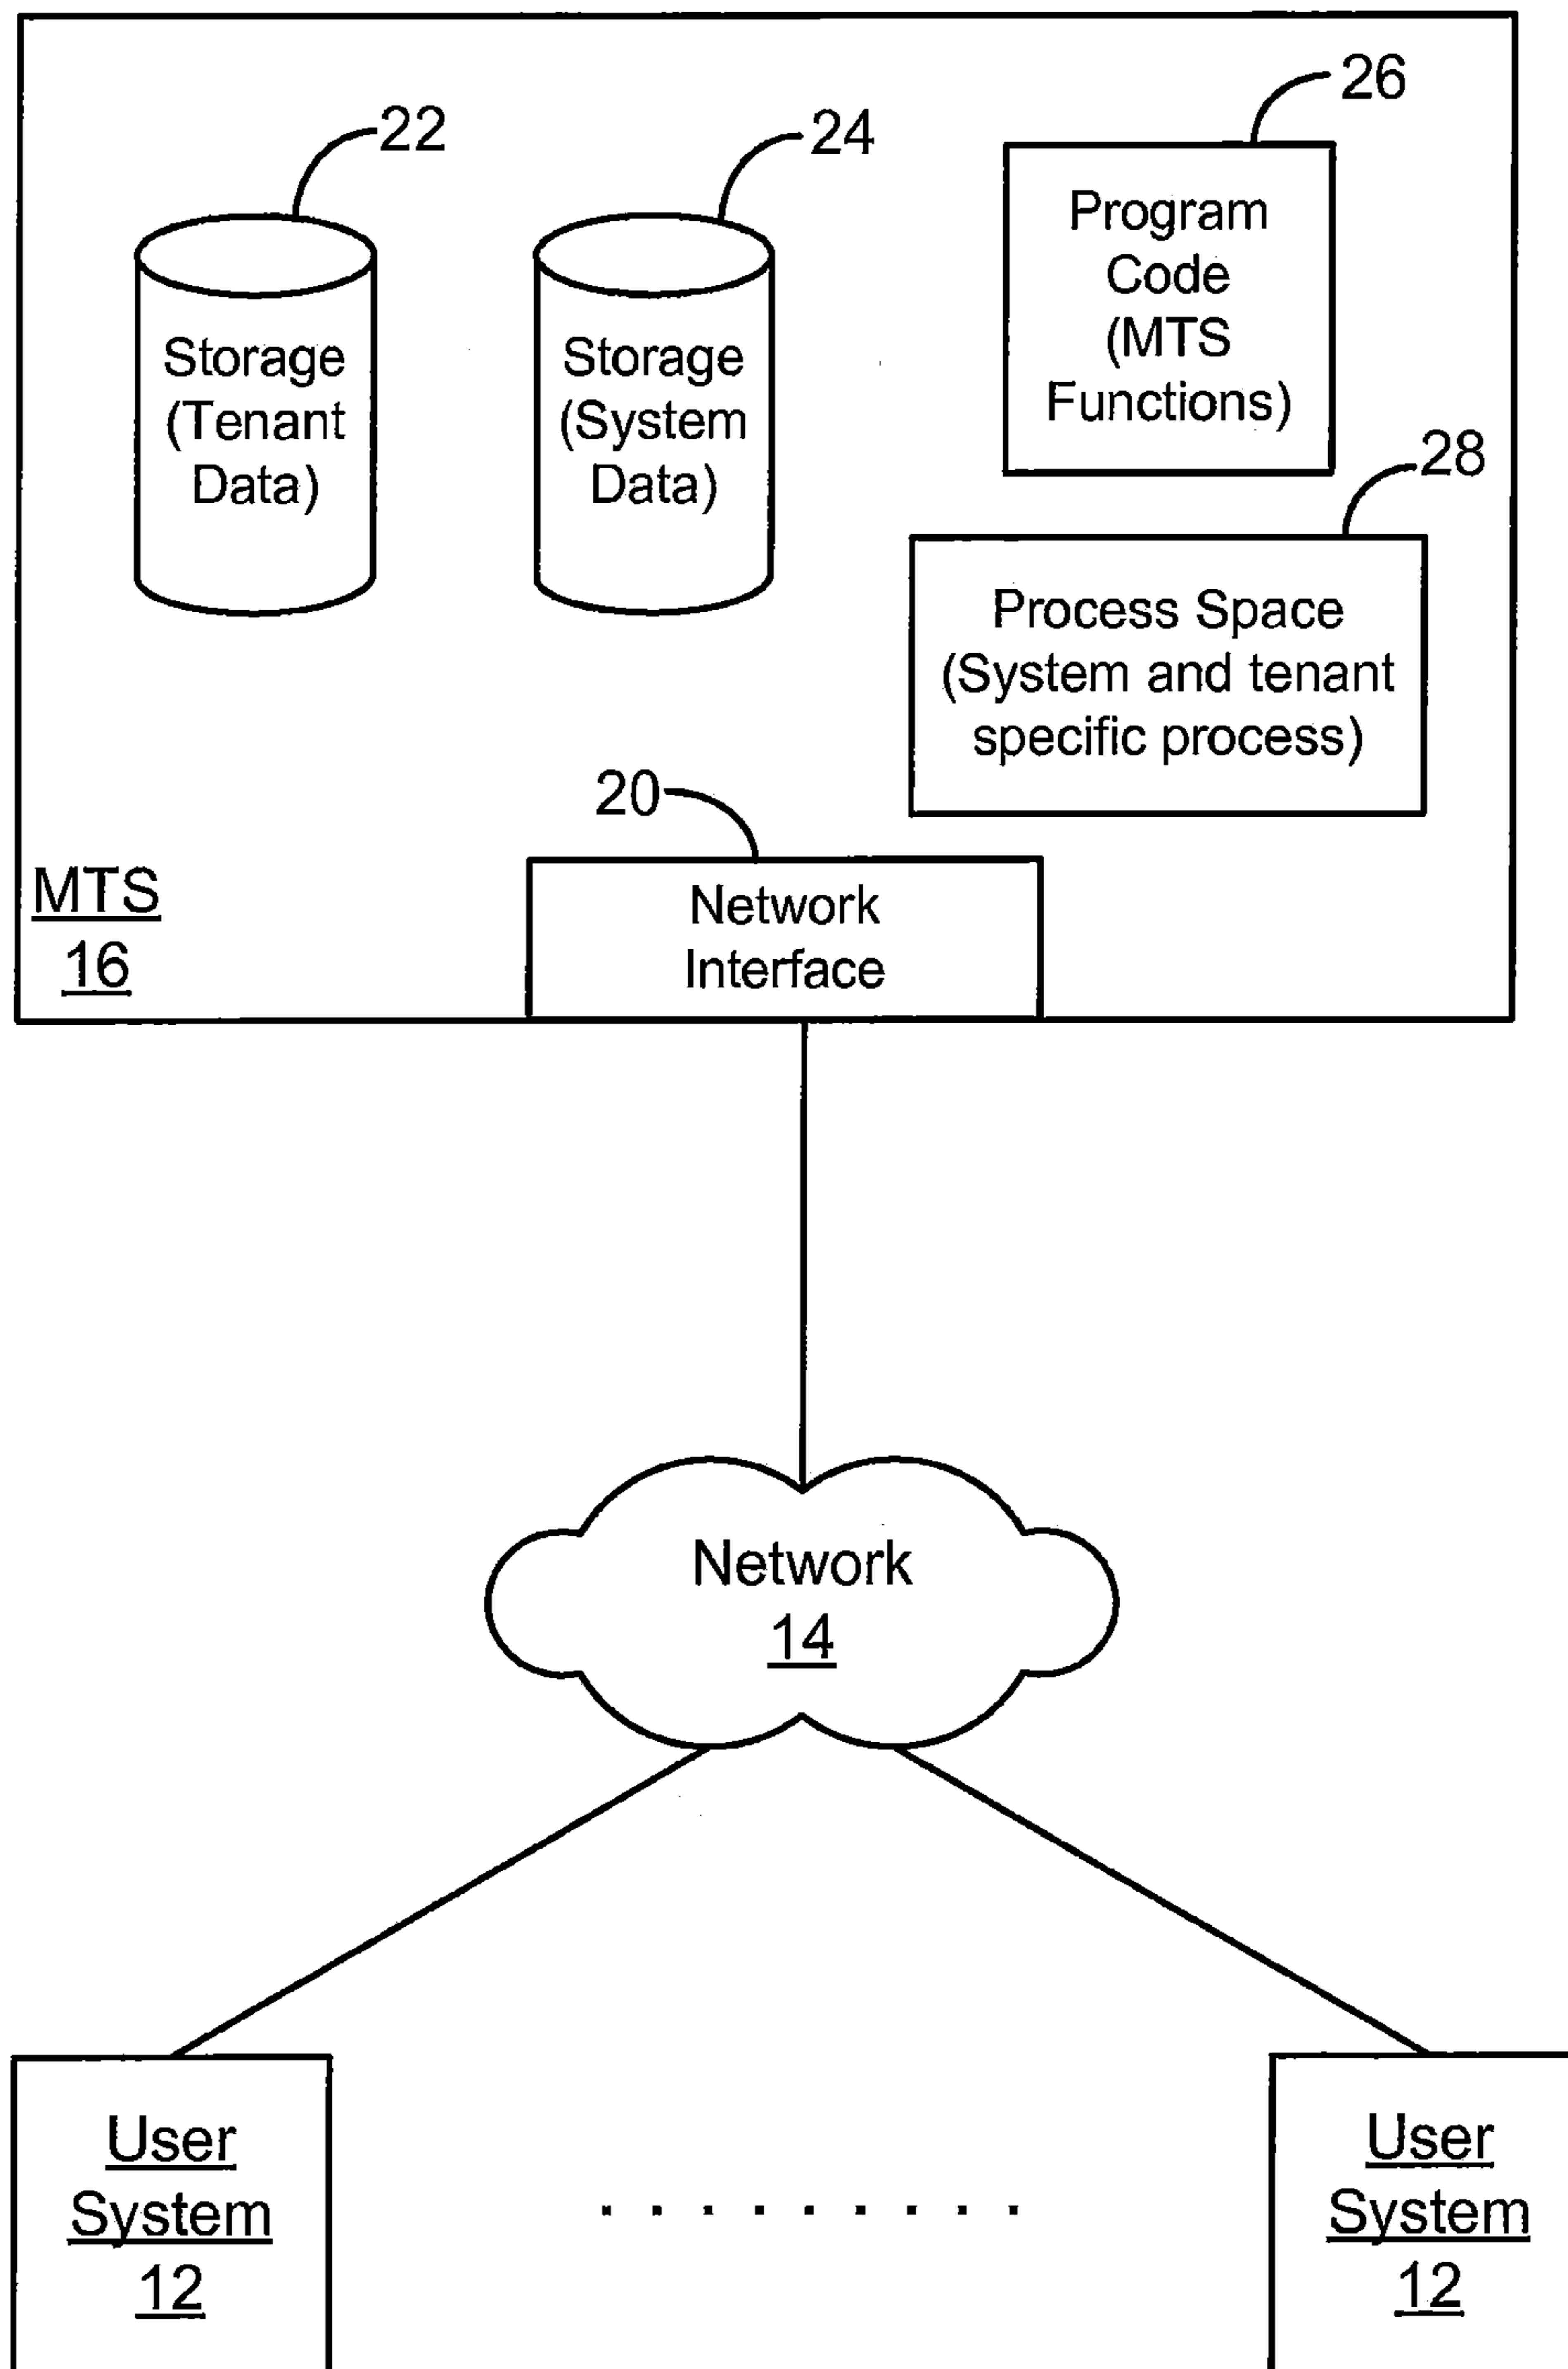 26
22
24
Program
Code
(MTS
Functions)
Storage
(Tenant
Data)
Storage
(System
Data)
28
Process Space
(System and tenant
specific process)
20
MTS
16
Network
Interface
Network
14
User
System
12
User
System
12